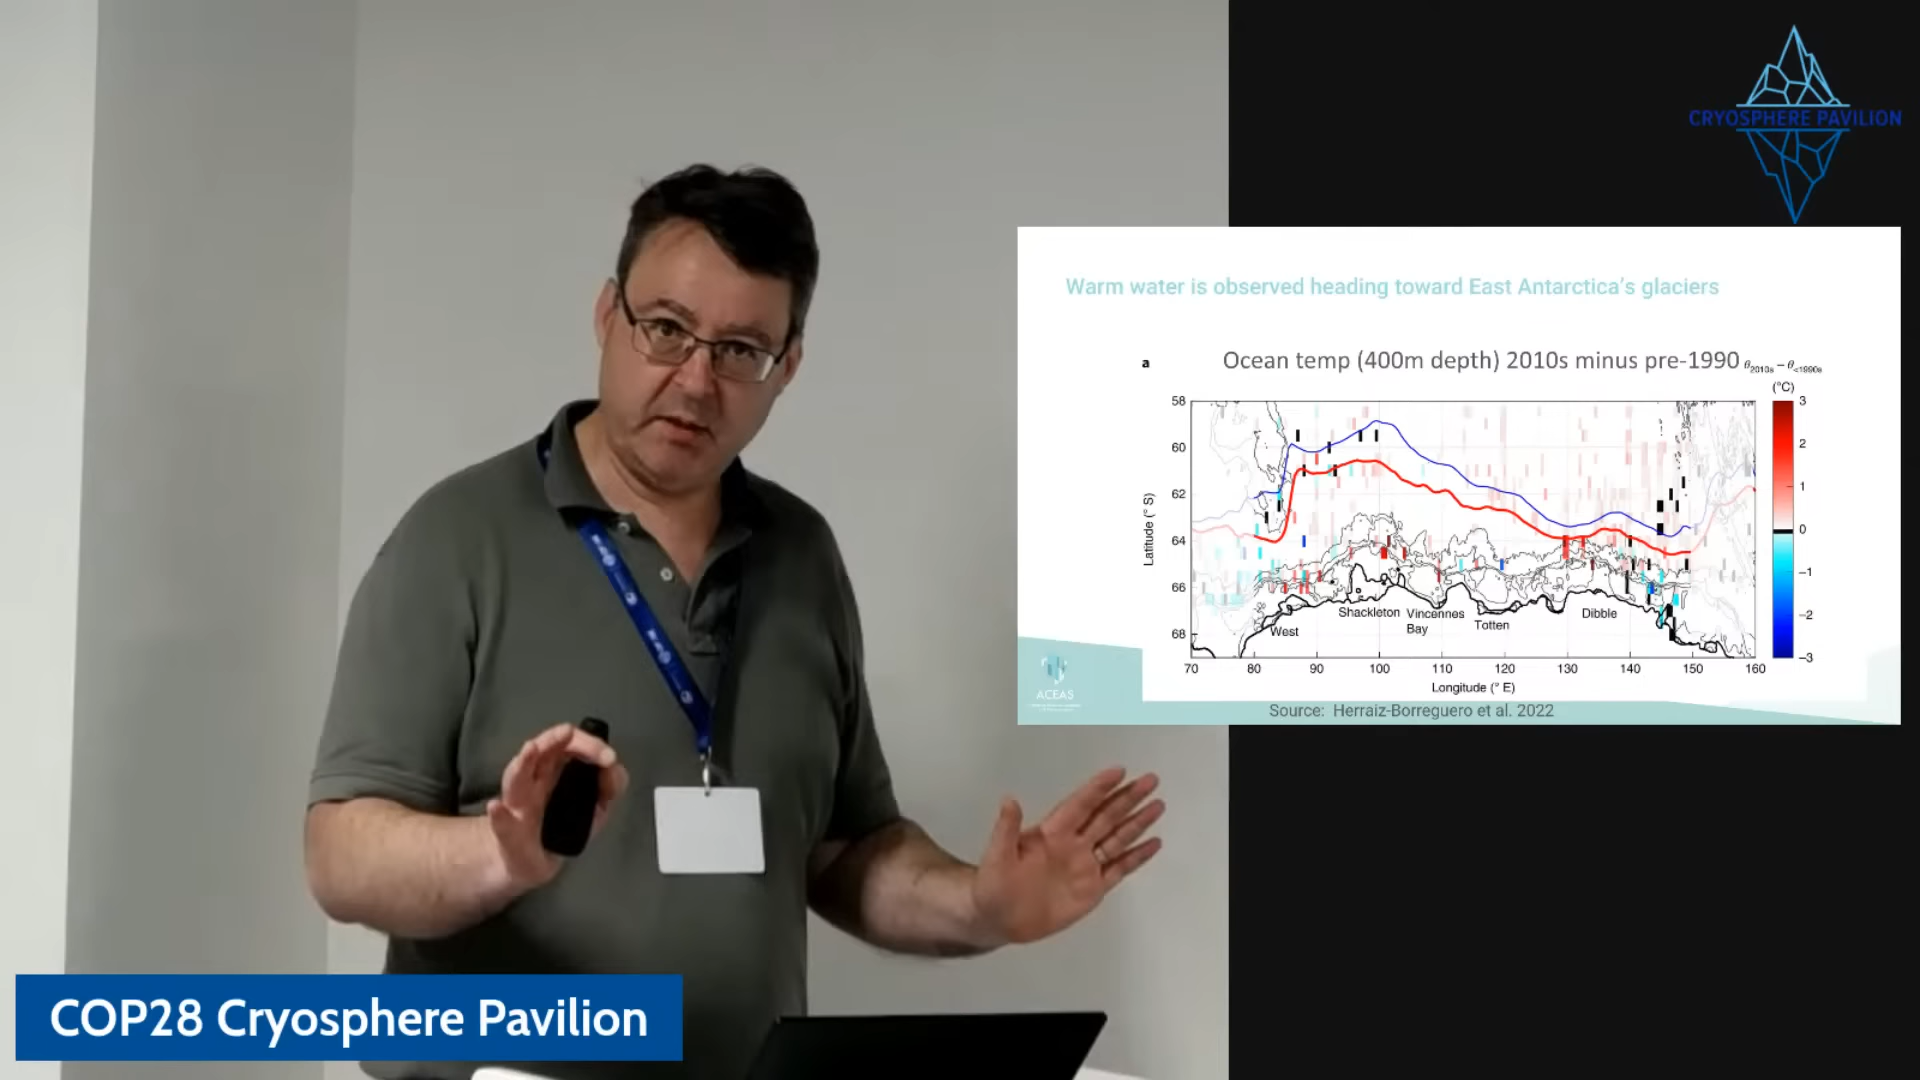 CRYOSPHERE PAVILION
Warm water is observed heading toward East Antarctica's glaciers
a
Ocean temp (400m depth) 2010s minus pre-1990
θ2010s – θ<1990s
(°C)
58
60
62
64
66
68
Latitude (° S)
3
2
1
0
–1
–2
–3
West
Shackleton
Vincennes
Bay
Totten
Dibble
70 80 90 100 110 120 130 140 150 160
Longitude (° E)
ACEAS
Source: Herraiz-Borreguero et al. 2022
COP28 Cryosphere Pavilion